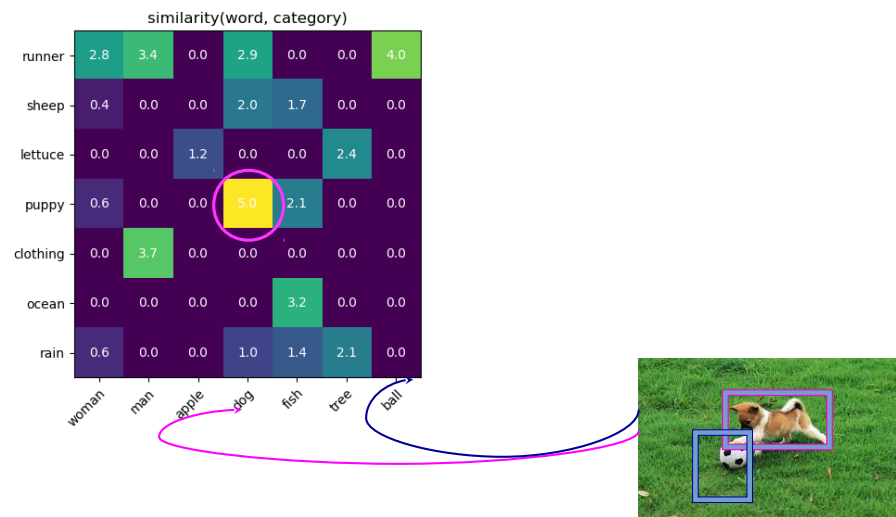 similarity(word, category)
runner 2.8 3.4 0.0 2.9 0.0 0.0 4.0
sheep 0.4 0.0 0.0 2.0 1.7 0.0 0.0
lettuce 0.0 0.0 1.2 0.0 0.0 2.4 0.0
puppy 0.6 0.0 0.0 5.0 2.1 0.0 0.0
clothing 0.0 3.7 0.0 0.0 0.0 0.0 0.0
ocean 0.0 0.0 0.0 0.0 3.2 0.0 0.0
rain 0.6 0.0 0.0 1.0 1.4 2.1 0.0
woman man apple dog fish tree ball